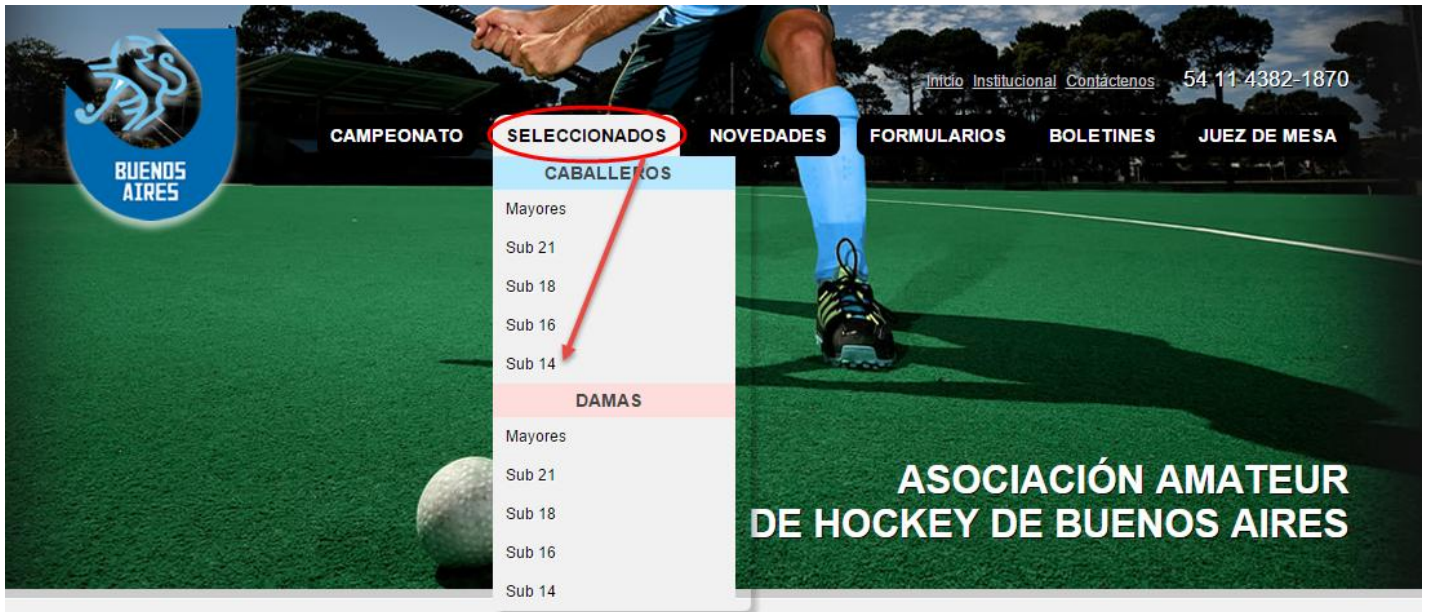 Inicio Institucional Contáctenos 54 11 4382-1870
CAMPEONATO SELECCIONADOS NOVEDADES FORMULARIOS BOLETINES JUEZ DE MESA
BUENOS
AIRES
CABALLEROS
Mayores
Sub 21
Sub 18
Sub 16
Sub 14
DAMAS
Mayores
Sub 21
Sub 18
Sub 16
Sub 14
ASOCIACIÓN AMATEUR
DE HOCKEY DE BUENOS AIRES